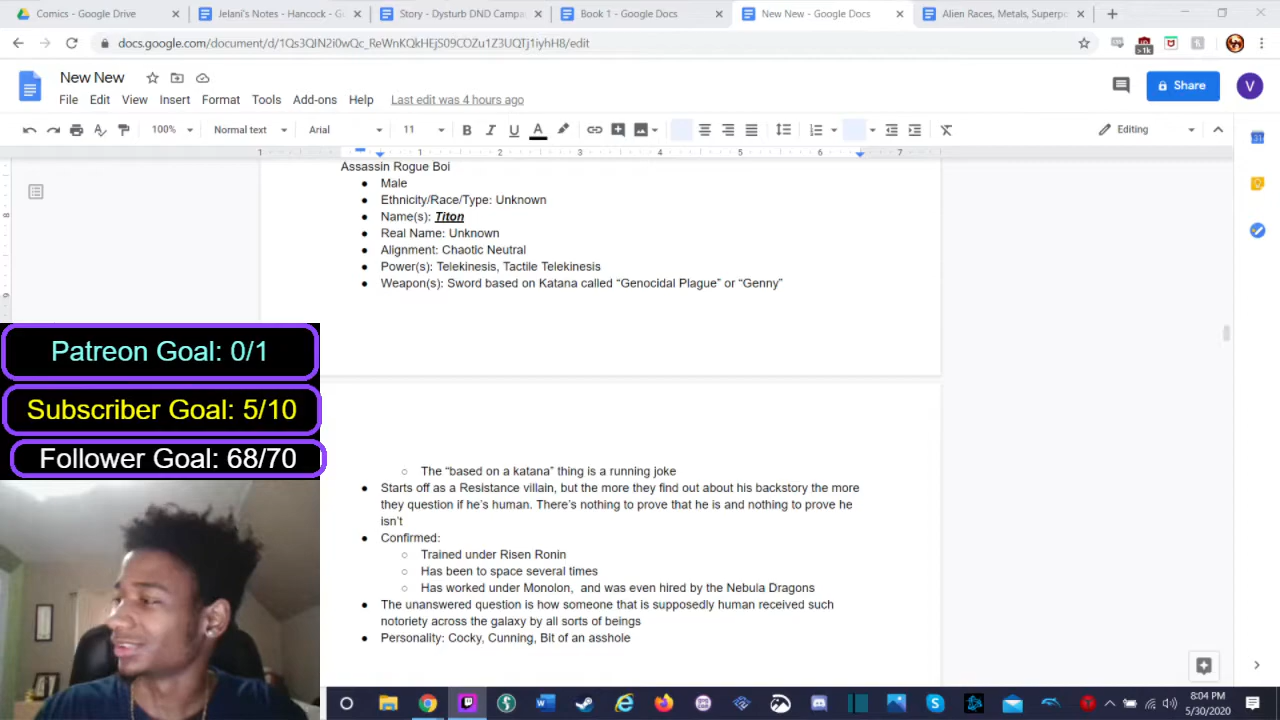 Comics - Google Drive
Jelani's Notes - Hancock - G
Story - Dysturb DND Campa
Book 1 - Google Docs
New New - Google Docs
Alien Races, Metals, Superpo
docs.google.com/document/d/1Qs3QIN2i0wQc_ReWnKQkHEjS09COZu1Z3UQTj1iyhH8/edit
>1k
New New
File Edit View Insert Format Tools Add-ons Help Last edit was 4 hours ago
Share
V
100% Normal text Arial 11 B I U A Editing
1 1 2 3 4 5 6 7
Assassin Rogue Boi
Male
Ethnicity/Race/Type: Unknown
Name(s): Titon
Real Name: Unknown
Alignment: Chaotic Neutral
Power(s): Telekinesis, Tactile Telekinesis
Weapon(s): Sword based on Katana called “Genocidal Plague” or “Genny”
The “based on a katana” thing is a running joke
Starts off as a Resistance villain, but the more they find out about his backstory the more
they question if he’s human. There’s nothing to prove that he is and nothing to prove he
isn’t
Confirmed:
Trained under Risen Ronin
Has been to space several times
Has worked under Monolon, and was even hired by the Nebula Dragons
The unanswered question is how someone that is supposedly human received such
notoriety across the galaxy by all sorts of beings
Personality: Cocky, Cunning, Bit of an asshole
Patreon Goal: 0/1
Subscriber Goal: 5/10
Follower Goal: 68/70
8:04 PM
5/30/2020